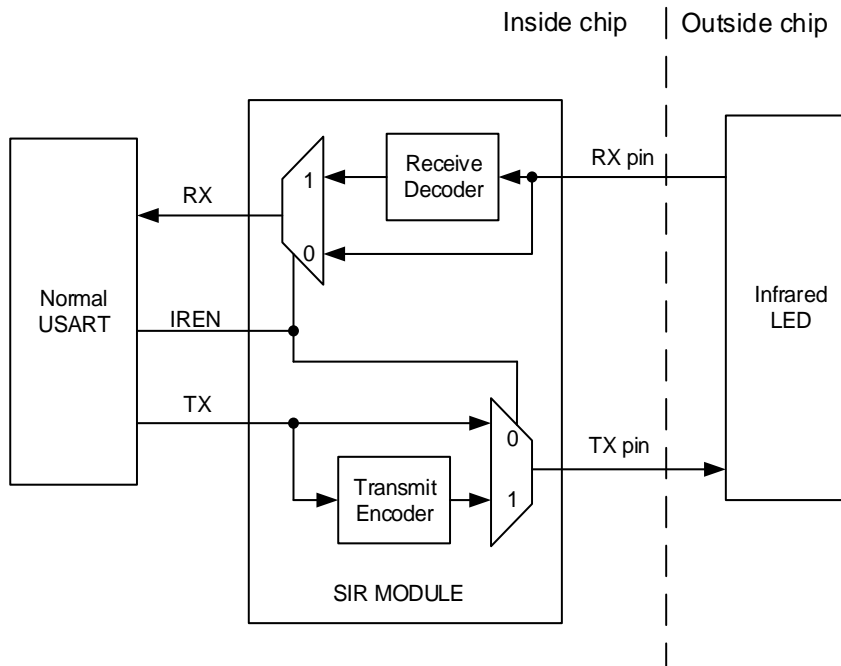 Inside chip
Outside chip
RX pin
Receive
Decoder
1
RX
0
Normal
USART
Infrared
LED
IREN
TX
0
TX pin
Transmit
Encoder
1
SIR MODULE